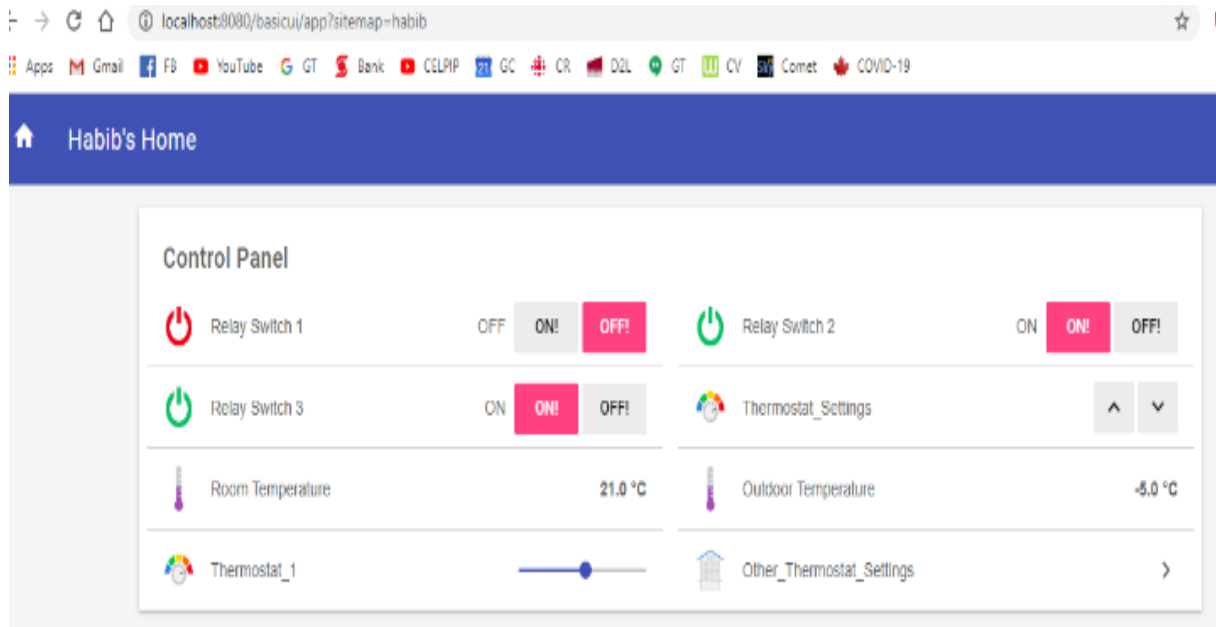 localhost:8080/basicui/app?sitemap=habib
Apps Gmail FB YouTube GT Bank CELPIP 21 GC CR D2L GT CV Comet COVID-19
Habib's Home
Control Panel
Relay Switch 1 OFF ON! OFF! Relay Switch 2 ON ON! OFF!
Relay Switch 3 ON ON! OFF! Thermostat_Settings
Room Temperature 21.0 °C Outdoor Temperature -5.0 °C
Thermostat_1 Other_Thermostat_Settings